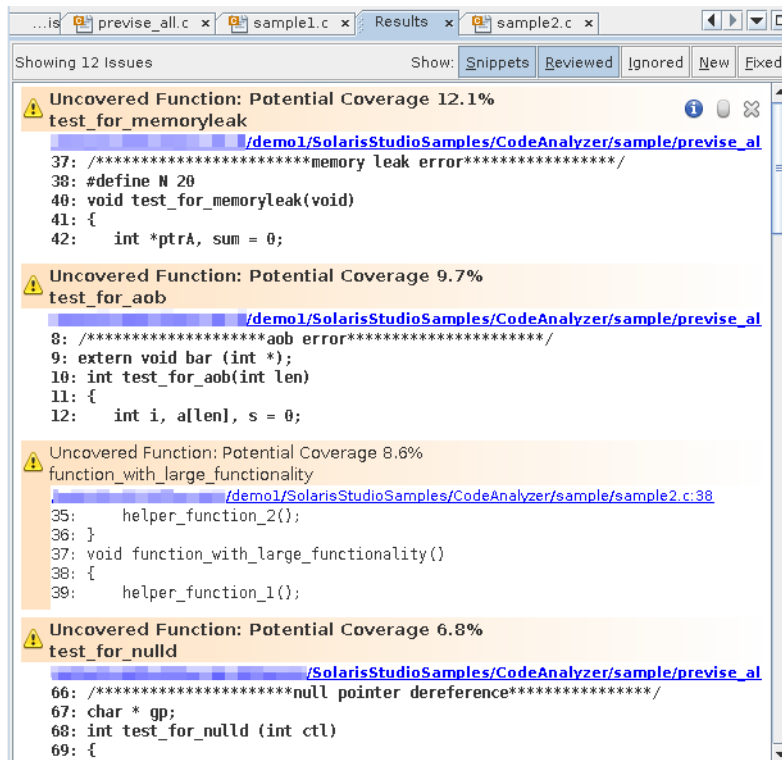 ...is previse_all.c x sample1.c x Results x sample2.c x
Showing 12 Issues Show: Snippets Reviewed Ignored New Fixed
Uncovered Function: Potential Coverage 12.1%
test_for_memoryleak
/demo1/SolarisStudioSamples/CodeAnalyzer/sample/previse_al
37: /************************memory leak error*****************/
38: #define N 20
40: void test_for_memoryleak(void)
41: {
42: int *ptrA, sum = 0;
Uncovered Function: Potential Coverage 9.7%
test_for_aob
/demo1/SolarisStudioSamples/CodeAnalyzer/sample/previse_al
8: /********************aob error**********************/
9: extern void bar (int *);
10: int test_for_aob(int len)
11: {
12: int i, a[len], s = 0;
Uncovered Function: Potential Coverage 8.6%
function_with_large_functionality
/demo1/SolarisStudioSamples/CodeAnalyzer/sample/sample2.c:38
35: helper_function_2();
36: }
37: void function_with_large_functionality()
38: {
39: helper_function_1();
Uncovered Function: Potential Coverage 6.8%
test_for_nulld
/SolarisStudioSamples/CodeAnalyzer/sample/previse_al
66: /**********************null pointer dereference****************/
67: char * gp;
68: int test_for_nulld (int ctl)
69: {